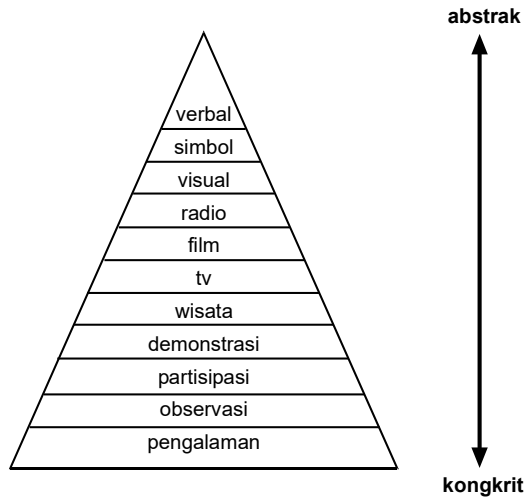 abstrak
verbal
simbol
visual
radio
film
tv
wisata
demonstrasi
partisipasi
observasi
pengalaman
kongkrit